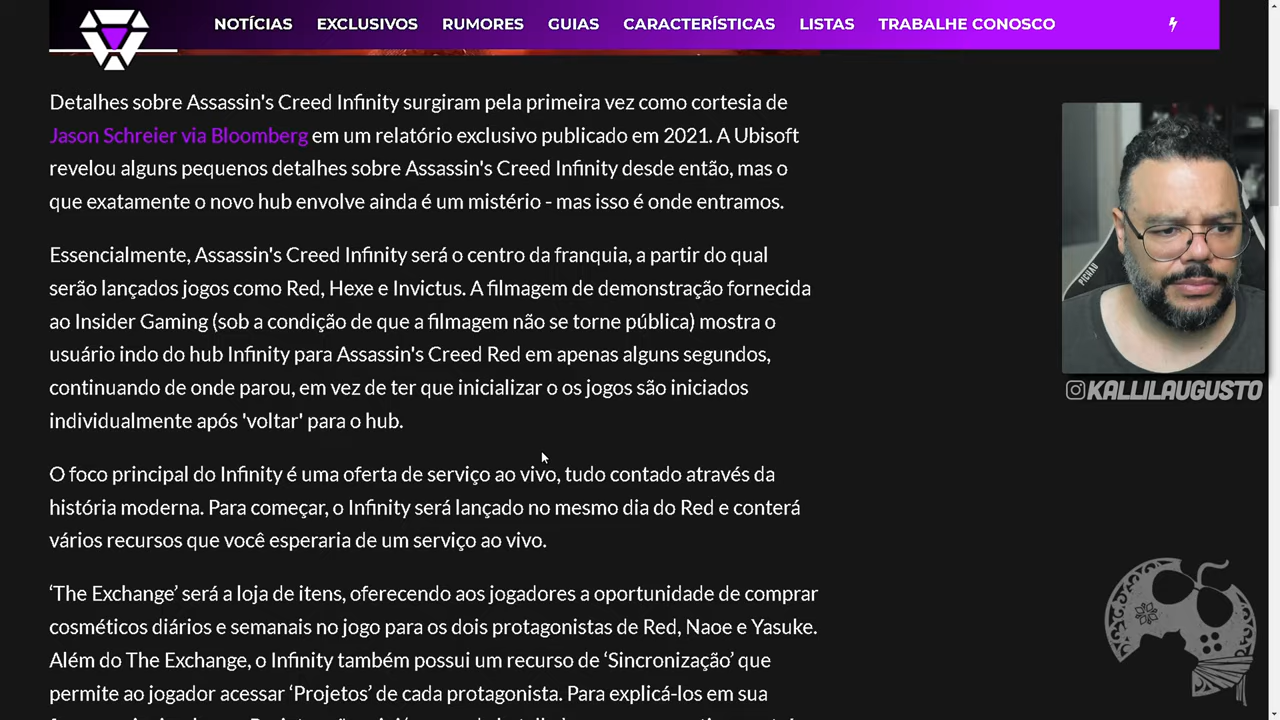 NOTÍCIAS EXCLUSIVOS RUMORES GUIAS CARACTERÍSTICAS LISTAS TRABALHE CONOSCO
Detalhes sobre Assassin's Creed Infinity surgiram pela primeira vez como cortesia de
Jason Schreier via Bloomberg em um relatório exclusivo publicado em 2021. A Ubisoft
revelou alguns pequenos detalhes sobre Assassin's Creed Infinity desde então, mas o
que exatamente o novo hub envolve ainda é um mistério - mas isso é onde entramos.
Essencialmente, Assassin's Creed Infinity será o centro da franquia, a partir do qual
serão lançados jogos como Red, Hexe e Invictus. A filmagem de demonstração fornecida
ao Insider Gaming (sob a condição de que a filmagem não se torne pública) mostra o
usuário indo do hub Infinity para Assassin's Creed Red em apenas alguns segundos,
continuando de onde parou, em vez de ter que inicializar o os jogos são iniciados
individualmente após 'voltar' para o hub.
O foco principal do Infinity é uma oferta de serviço ao vivo, tudo contado através da
história moderna. Para começar, o Infinity será lançado no mesmo dia do Red e conterá
vários recursos que você esperaria de um serviço ao vivo.
‘The Exchange’ será a loja de itens, oferecendo aos jogadores a oportunidade de comprar
cosméticos diários e semanais no jogo para os dois protagonistas de Red, Naoe e Yasuke.
Além do The Exchange, o Infinity também possui um recurso de ‘Sincronização’ que
permite ao jogador acessar ‘Projetos’ de cada protagonista. Para explicá-los em sua
PICHAU
KALLILAUGUSTO